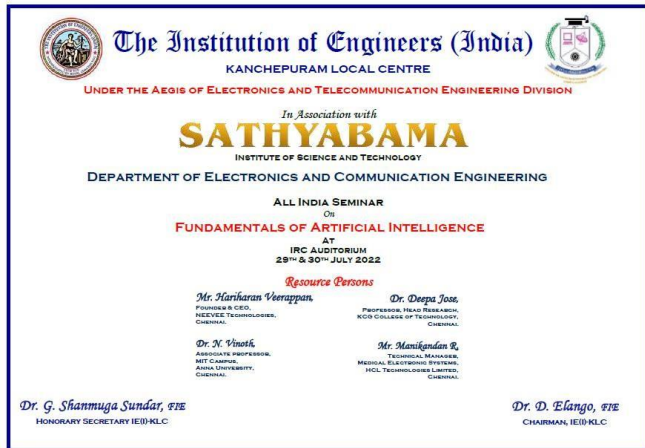 The Institution of Engineers (India)
KANCHEPURAM LOCAL CENTRE
UNDER THE AEGIS OF ELECTRONICS AND TELECOMMUNICATION ENGINEERING DIVISION
In Association with
SATHYABAMA
INSTITUTE OF SCIENCE AND TECHNOLOGY
DEPARTMENT OF ELECTRONICS AND COMMUNICATION ENGINEERING
ALL INDIA SEMINAR
On
FUNDAMENTALS OF ARTIFICIAL INTELLIGENCE
AT
IRC AUDITORIUM
29TH & 30TH JULY 2022
Resource Persons
Mr. Hariharan Veerappan,
FOUNDER & CEO,
NEEVEE TECHNOLOGIES,
CHENNAI.
Dr. Deepa Jose,
PROFESSOR, HEAD RESEARCH,
KCG COLLEGE OF TECHNOLOGY,
CHENNAI.
Dr. N. Vinoth,
ASSOCIATE PROFESSOR,
MIT CAMPUS,
ANNA UNIVERSITY,
CHENNAI.
Mr. Manikandan R,
TECHNICAL MANAGER,
MEDICAL ELECTRONIC SYSTEMS,
HCL TECHNOLOGIES LIMITED,
CHENNAI.
Dr. G. Shanmuga Sundar, FIE
HONORARY SECRETARY IE(I)-KLC
Dr. D. Elango, FIE
CHAIRMAN, IE(I)-KLC